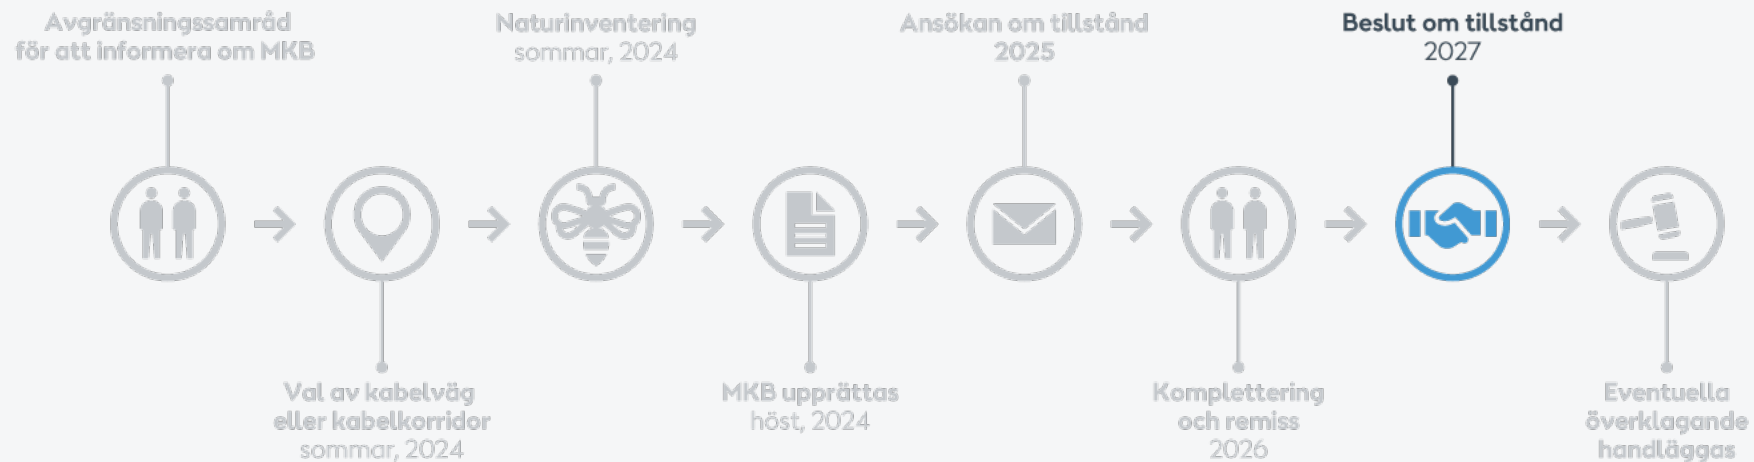 Avgränsningssamråd
för att informera om MKB
Val av kabelväg
eller kabelkorridor
sommar, 2024
Naturinventering
sommar, 2024
MKB upprättas
höst, 2024
Ansökan om tillstånd
2025
Komplettering
och remiss
2026
Beslut om tillstånd
2027
Eventuella
överklagande
handläggas